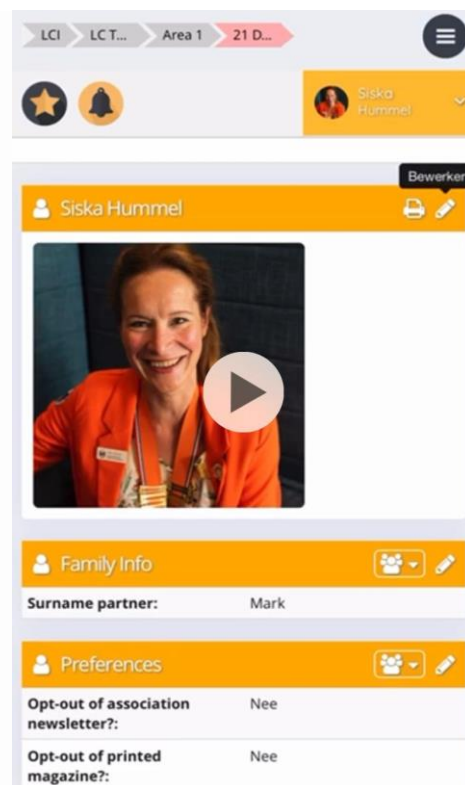 LCI LC T... Area 1 21 D...
Siska
Hummel
Bewerken
Siska Hummel
Family Info
Surname partner: Mark
Preferences
Opt-out of association Nee
newsletter?:
Opt-out of printed Nee
magazine?: